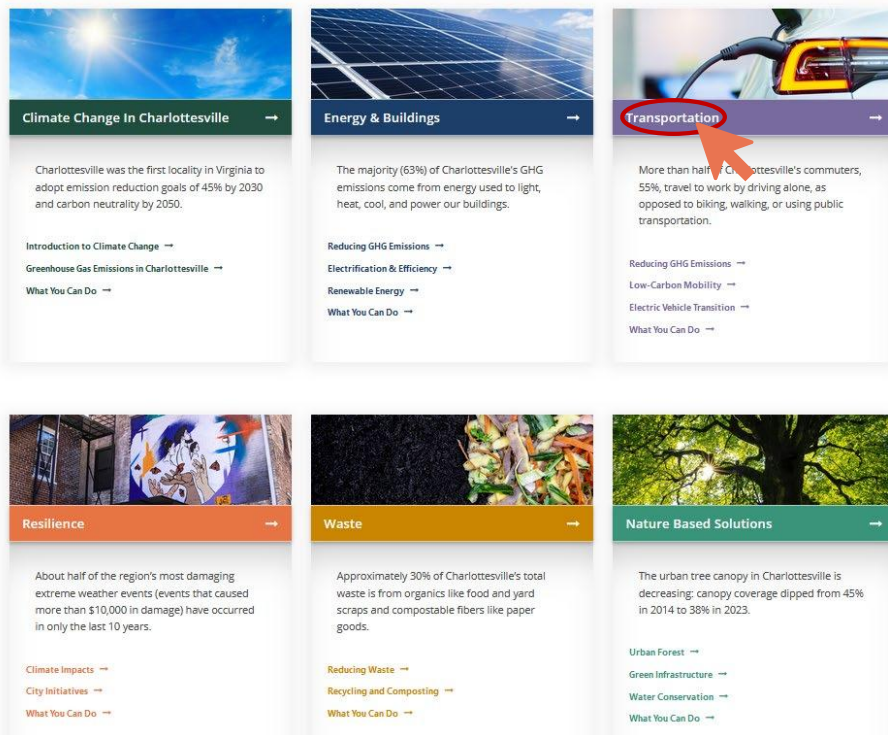 Climate Change In Charlottesville →
Charlottesville was the first locality in Virginia to
adopt emission reduction goals of 45% by 2030
and carbon neutrality by 2050.
Introduction to Climate Change →
Greenhouse Gas Emissions in Charlottesville →
What You Can Do →
Energy & Buildings →
The majority (63%) of Charlottesville's GHG
emissions come from energy used to light,
heat, cool, and power our buildings.
Reducing GHG Emissions →
Electrification & Efficiency →
Renewable Energy →
What You Can Do →
Transportation →
More than half of Charlottesville's commuters,
55%, travel to work by driving alone, as
opposed to biking, walking, or using public
transportation.
Reducing GHG Emissions →
Low-Carbon Mobility →
Electric Vehicle Transition →
What You Can Do →
Resilience →
About half of the region's most damaging
extreme weather events (events that caused
more than $10,000 in damage) have occurred
in only the last 10 years.
Climate Impacts →
City Initiatives →
What You Can Do →
Waste →
Approximately 30% of Charlottesville's total
waste is from organics like food and yard
scraps and compostable fibers like paper
goods.
Reducing Waste →
Recycling and Composting →
What You Can Do →
Nature Based Solutions →
The urban tree canopy in Charlottesville is
decreasing: canopy coverage dipped from 45%
in 2014 to 38% in 2023.
Urban Forest →
Green Infrastructure →
Water Conservation →
What You Can Do →